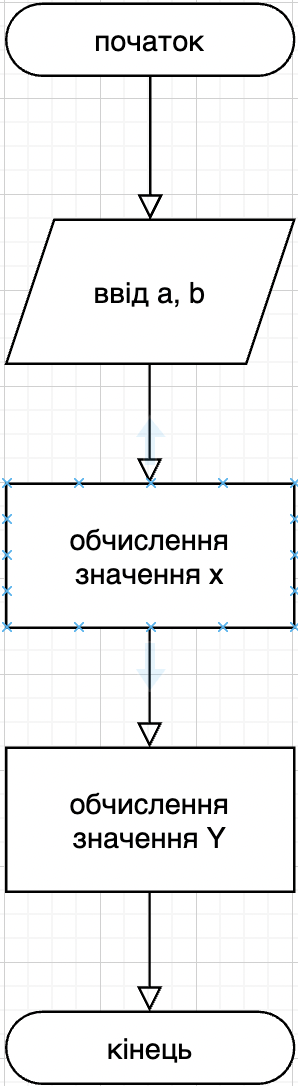 початок
ввід a, b
обчислення
значення x
обчислення
значення Y
кінець